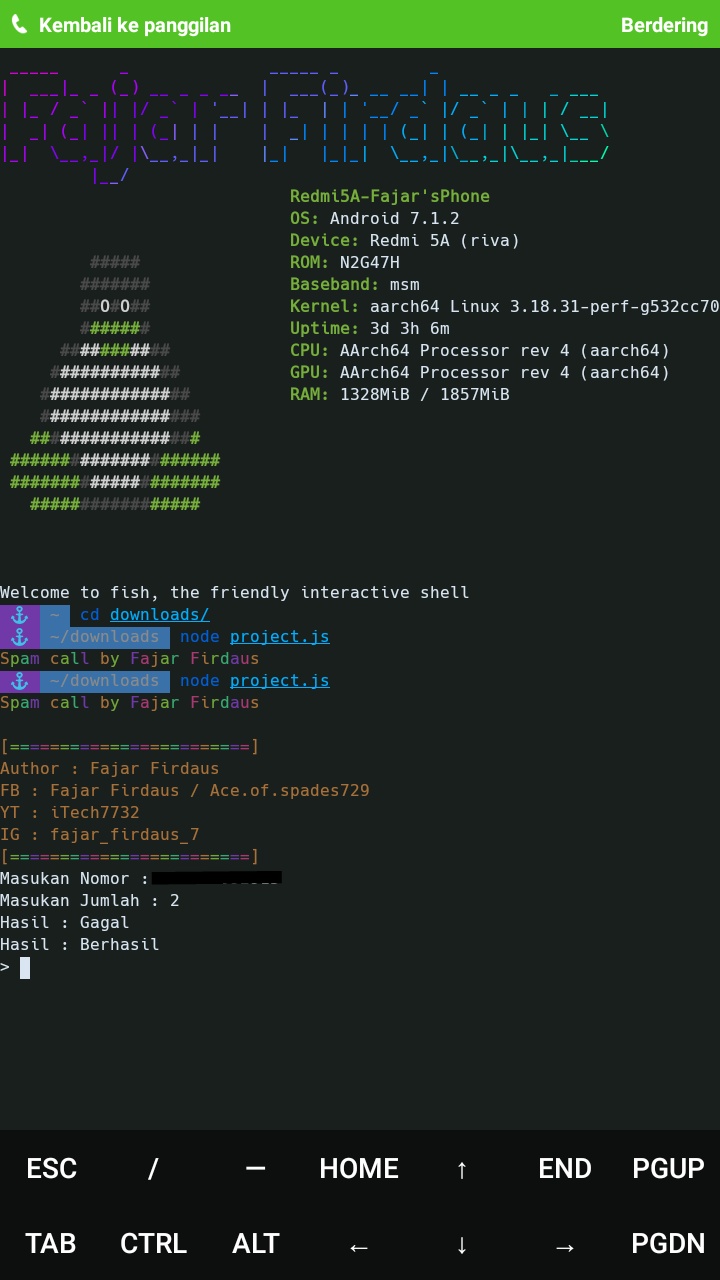 Kembali ke panggilan
Berdering
Fajar Firdaus
Redmi5A-Fajar'sPhone
OS: Android 7.1.2
Device: Redmi 5A (riva)
ROM: N2G47H
Baseband: msm
Kernel: aarch64 Linux 3.18.31-perf-g532cc70
Uptime: 3d 3h 6m
CPU: AArch64 Processor rev 4 (aarch64)
GPU: AArch64 Processor rev 4 (aarch64)
RAM: 1328MiB / 1857MiB
Welcome to fish, the friendly interactive shell
⚓ ~ cd downloads/
⚓ ~/downloads node project.js
Spam call by Fajar Firdaus
⚓ ~/downloads node project.js
Spam call by Fajar Firdaus
[========================]
Author : Fajar Firdaus
FB : Fajar Firdaus / Ace.of.spades729
YT : iTech7732
IG : fajar_firdaus_7
[========================]
Masukan Nomor :
Masukan Jumlah : 2
Hasil : Gagal
Hasil : Berhasil
>
ESC / — HOME ↑ END PGUP
TAB CTRL ALT ← ↓ → PGDN